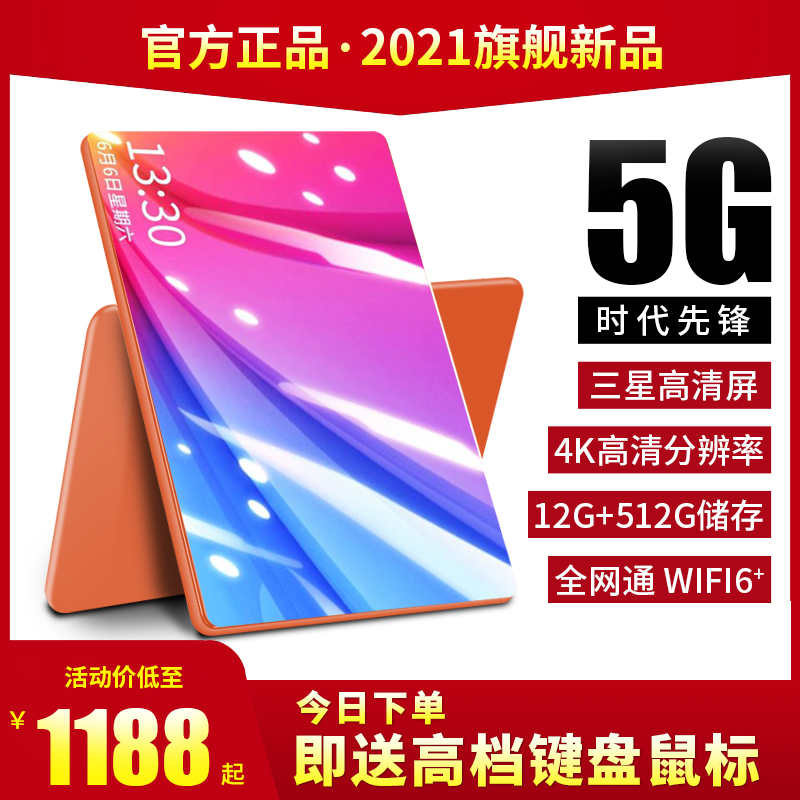 官方正品·2021旗舰新品
13:30
6月6日星期六
5G
时代先锋
三星高清屏
4K高清分辨率
12G+512G储存
全网通 WIFI6+
活动价低至
¥1188起
今日下单
即送高档键盘鼠标